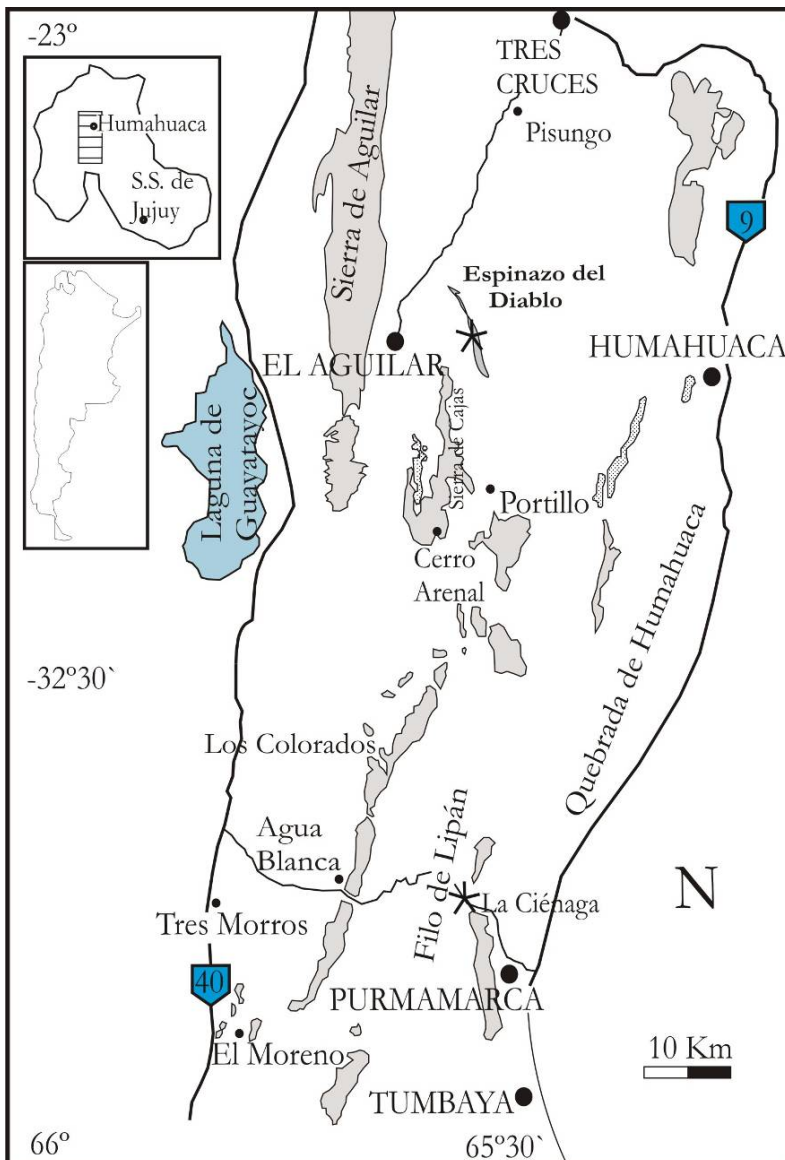 -23º
TRES
CRUCES
Humahuaca
Pisungo
S.S. de
Jujuy
Sierra de Aguilar
9
Espinazo del
Diablo
EL AGUILAR
HUMAHUACA
Laguna de
Guayatayoc
Sierra de Cajas
Portillo
Cerro
Arenal
Quebrada de Humahuaca
-32º30`
Los Colorados
Agua
Blanca
Filo de Lipán
N
La Ciénaga
Tres Morros
40
PURMAMARCA
El Moreno
10 Km
TUMBAYA
66º
65º30`